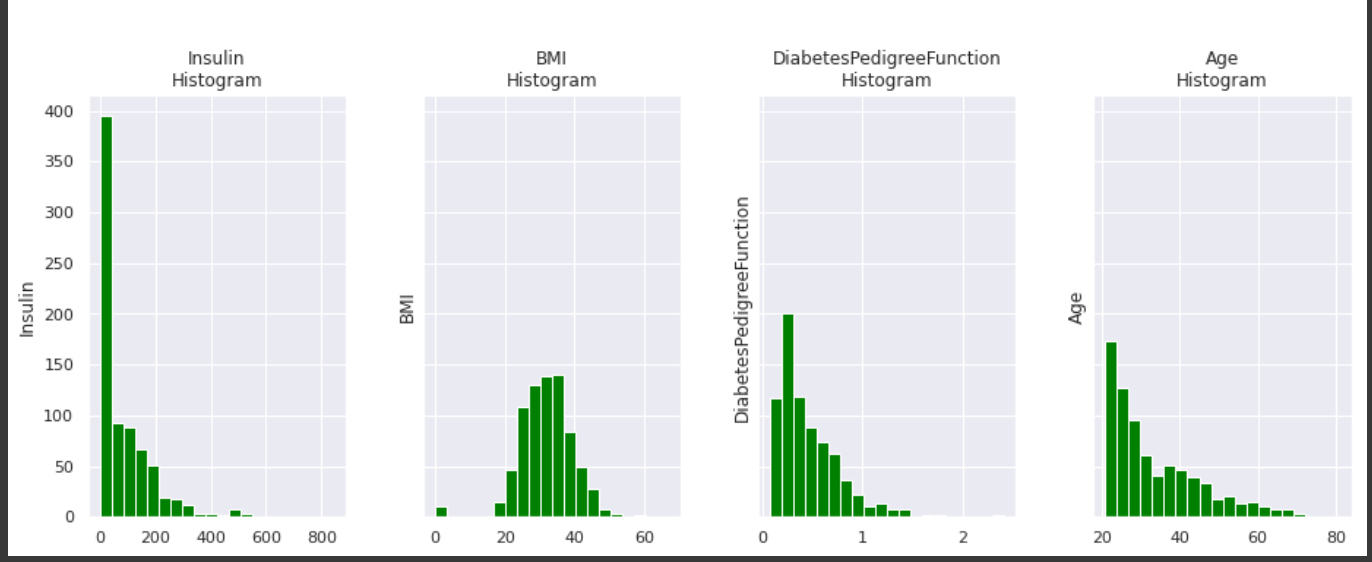 Insulin
Histogram
BMI
Histogram
DiabetesPedigreeFunction
Histogram
Age
Histogram
Insulin
400
350
300
250
200
150
100
50
0
0 200 400 600 800
BMI
0 20 40 60
DiabetesPedigreeFunction
0 1 2
Age
20 40 60 80